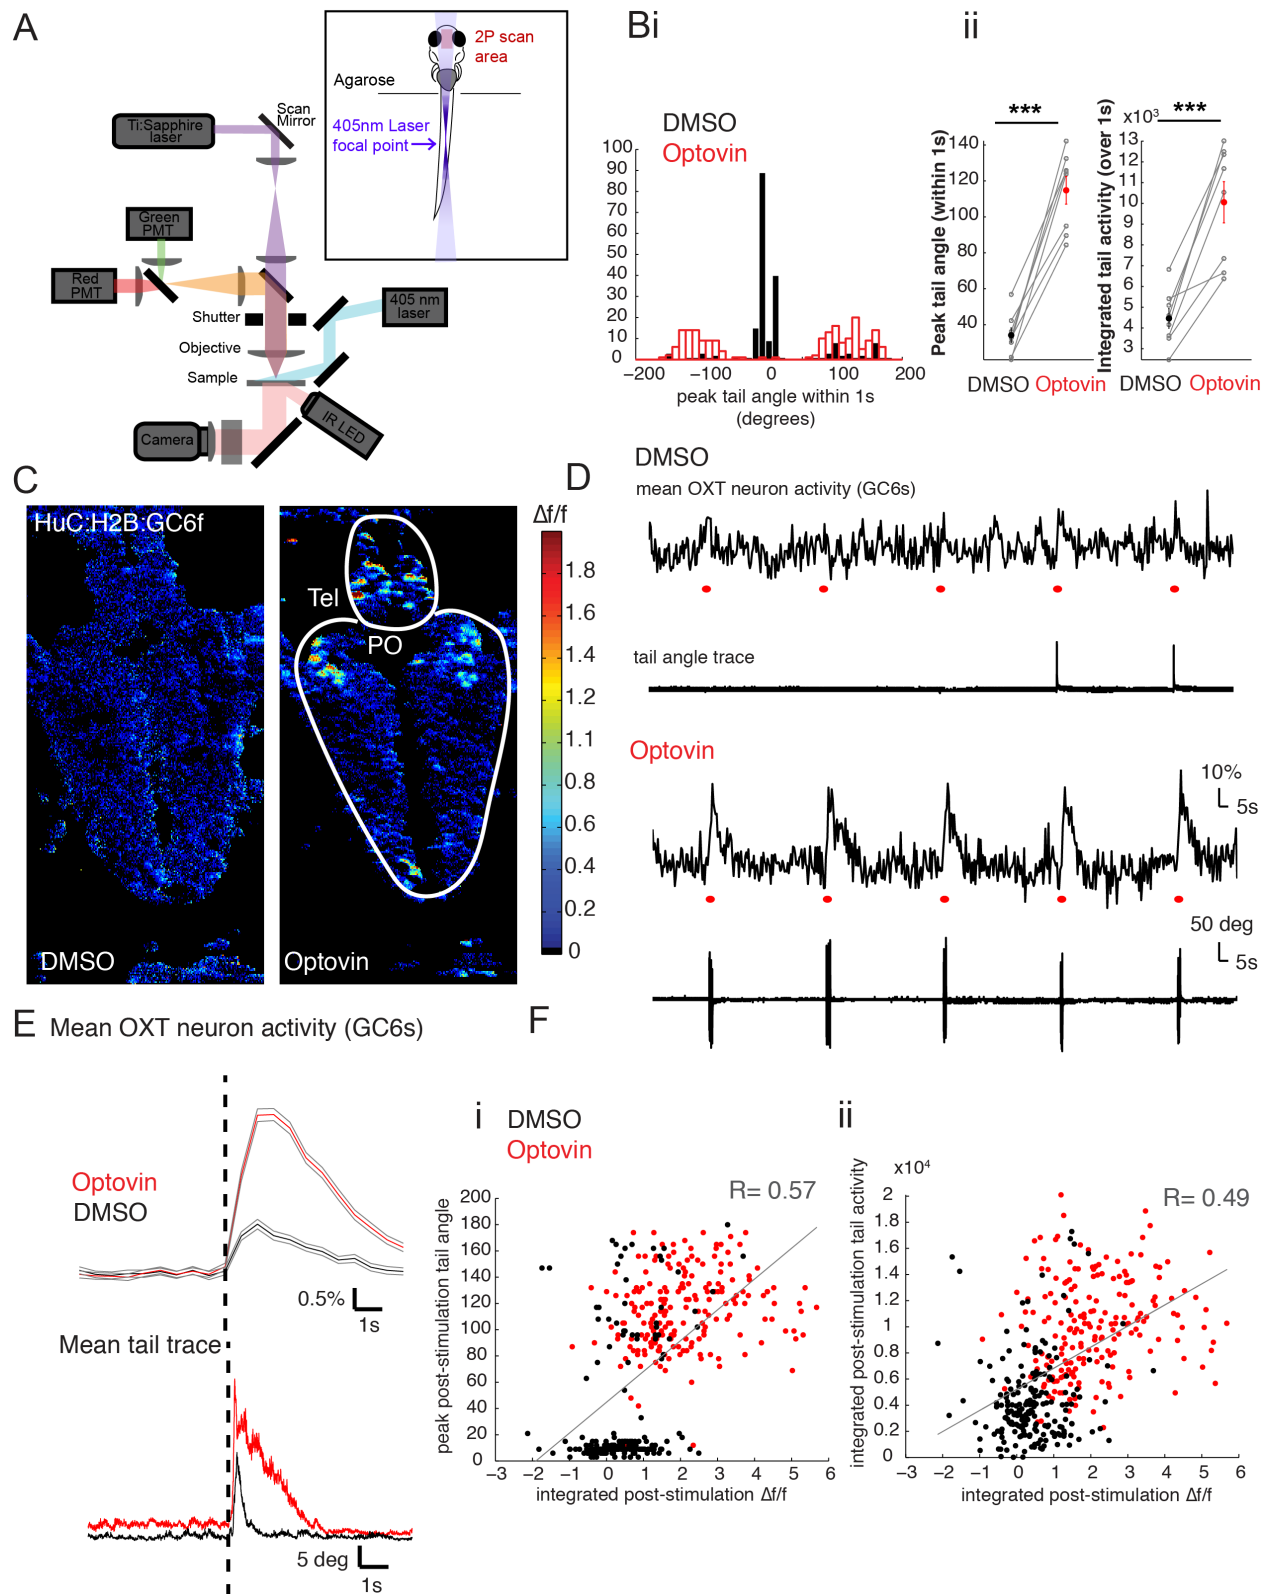 A
Scan
Mirror
Ti:Sapphire
laser
Green
PMT
Red
PMT
405 nm
laser
Shutter
Objective
Sample
Camera
IR LED
2P scan
area
Agarose
405nm Laser
focal point
Bi
DMSO
Optovin
100
90
80
70
60
50
40
30
20
10
0
−200
−100
0
100
200
peak tail angle within 1s
(degrees)
ii
***
Peak tail angle (within 1s)
140
120
100
80
60
40
DMSO
Optovin
***
Integrated tail activity (over 1s)
x10³
13
12
11
10
9
8
7
6
5
4
3
DMSO
Optovin
C
HuC:H2B:GC6f
DMSO
Tel
PO
Optovin
Δf/f
1.8
1.6
1.4
1.2
1.1
1
0.8
0.6
0.4
0.2
0
D
DMSO
mean OXT neuron activity (GC6s)
tail angle trace
Optovin
10%
5s
50 deg
5s
E
Mean OXT neuron activity (GC6s)
Optovin
DMSO
0.5%
1s
Mean tail trace
5 deg
1s
F
i
DMSO
Optovin
R= 0.57
peak post-stimulation tail angle
200
180
160
140
120
100
80
60
40
20
0
−3
−2
−1
0
1
2
3
4
5
6
integrated post-stimulation Δf/f
ii
x10⁴
R= 0.49
integrated post-stimulation tail activity
2
1.8
1.6
1.4
1.2
1
0.8
0.6
0.4
0.2
0
−3
−2
−1
0
1
2
3
4
5
6
integrated post-stimulation Δf/f